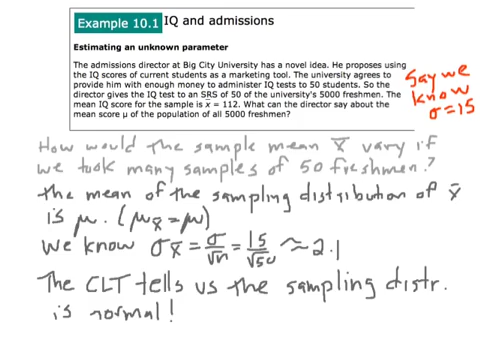 Example 10.1 IQ and admissions
Estimating an unknown parameter
The admissions director at Big City University has a novel idea. He proposes using
the IQ scores of current students as a marketing tool. The university agrees to
provide him with enough money to administer IQ tests to 50 students. So the
director gives the IQ test to an SRS of 50 of the university's 5000 freshmen. The
mean IQ score for the sample is x̄ = 112. What can the director say about the
mean score μ of the population of all 5000 freshmen?
Say we
know
σ=15
How would the sample mean x̄ vary if
we took many samples of 50 freshmen?
the mean of the sampling distribution of x̄
is μ. (μx̄ = μ)
We know σx̄ = σ/√n = 15/√50 ≈ 2.1
The CLT tells us the sampling distr.
is normal!